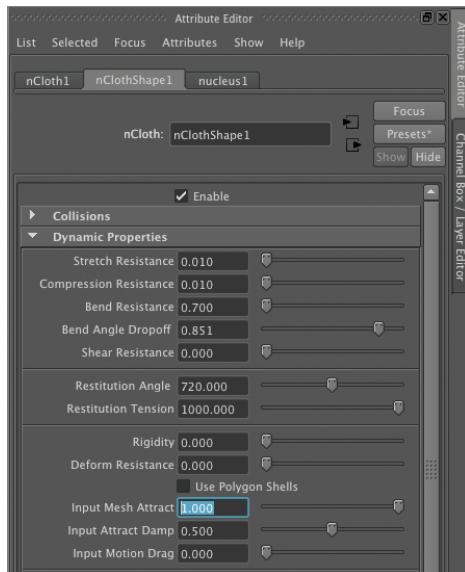 Attribute Editor
List Selected Focus Attributes Show Help
nCloth1 nClothShape1 nucleus1
Focus
nCloth: nClothShape1 Presets*
Show Hide
Enable
Collisions
Dynamic Properties
Stretch Resistance 0.010
Compression Resistance 0.010
Bend Resistance 0.700
Bend Angle Dropoff 0.851
Shear Resistance 0.000
Restitution Angle 720.000
Restitution Tension 1000.000
Rigidity 0.000
Deform Resistance 0.000
Use Polygon Shells
Input Mesh Attract 1.000
Input Attract Damp 0.500
Input Motion Drag 0.000
Attribute Editor
Channel Box / Layer Editor